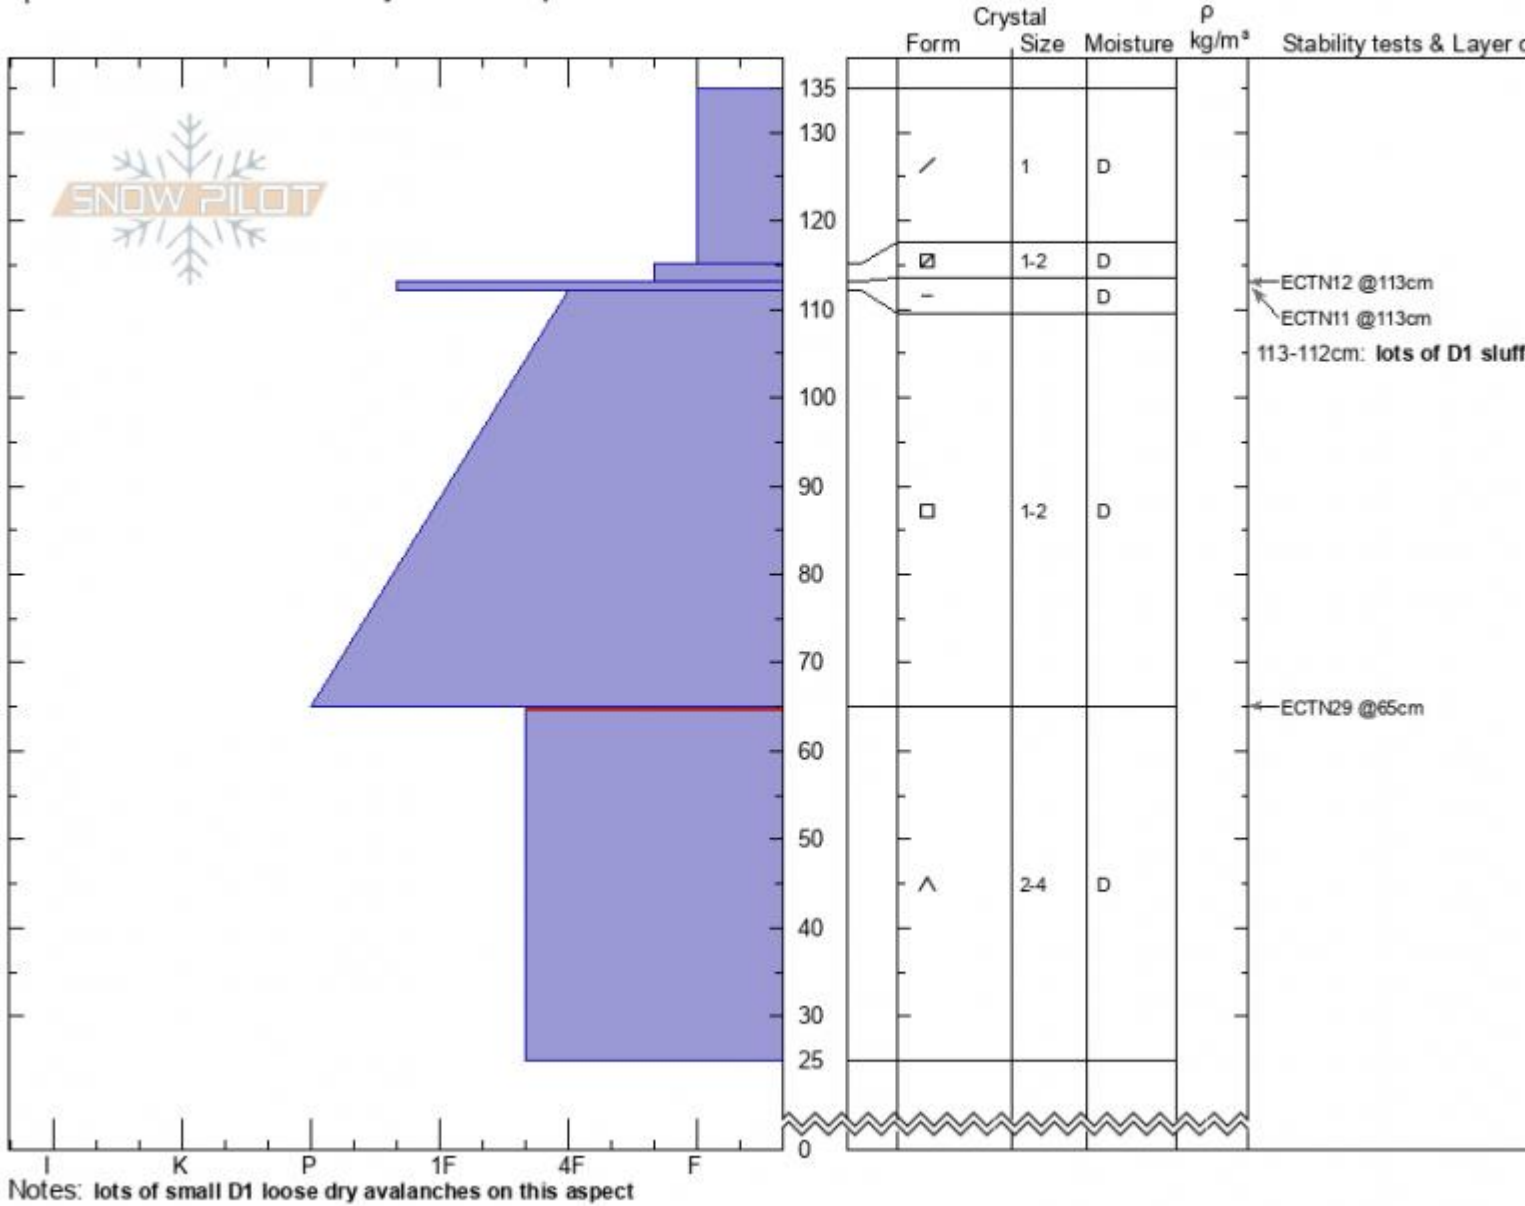 Crystal
ρ
Form Size Moisture kg/m³ Stability tests & Layer
SNOW PILOT
135
130
1 D
120
1-2 D
ECTN12 @113cm
D
110
ECTN11 @113cm
113-112cm: lots of D1 sluff
100
90
1-2 D
80
70
ECTN29 @65cm
60
50
2-4 D
40
30
25
0
I K P 1F 4F F
Notes: lots of small D1 loose dry avalanches on this aspect